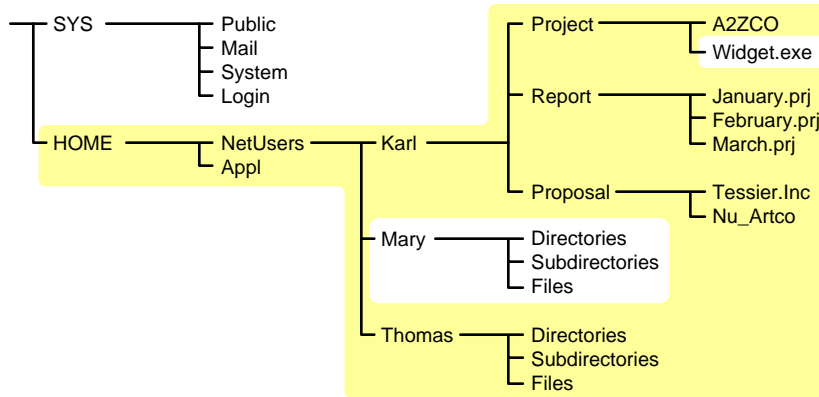 SYS Public Project A2ZCO
Mail Widget.exe
System
Login Report January.prj
February.prj
HOME NetUsers Karl March.prj
Appl
Proposal Tessier.Inc
Nu_Artco
Mary Directories
Subdirectories
Files
Thomas Directories
Subdirectories
Files